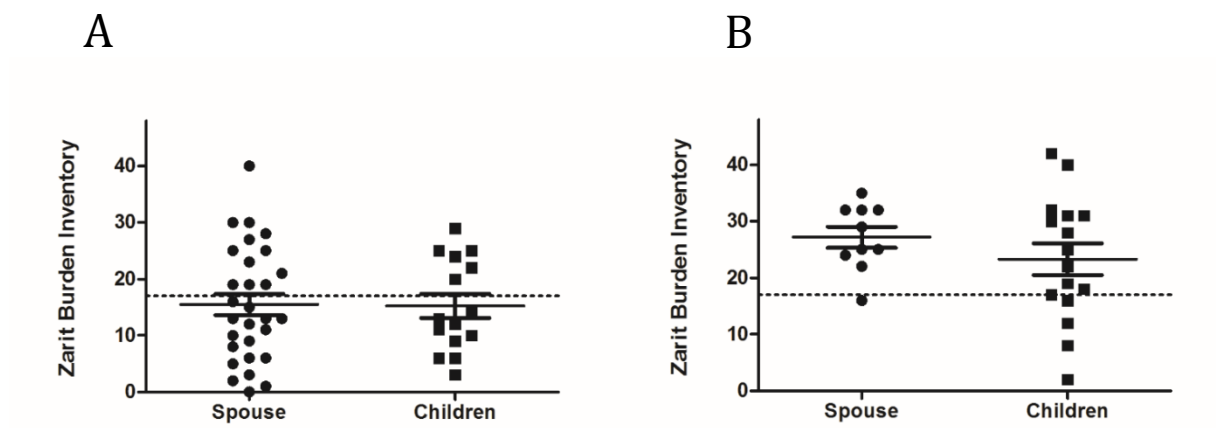 A
B
Zarit Burden Inventory
40
30
20
10
0
Spouse
Children
Zarit Burden Inventory
40
30
20
10
0
Spouse
Children